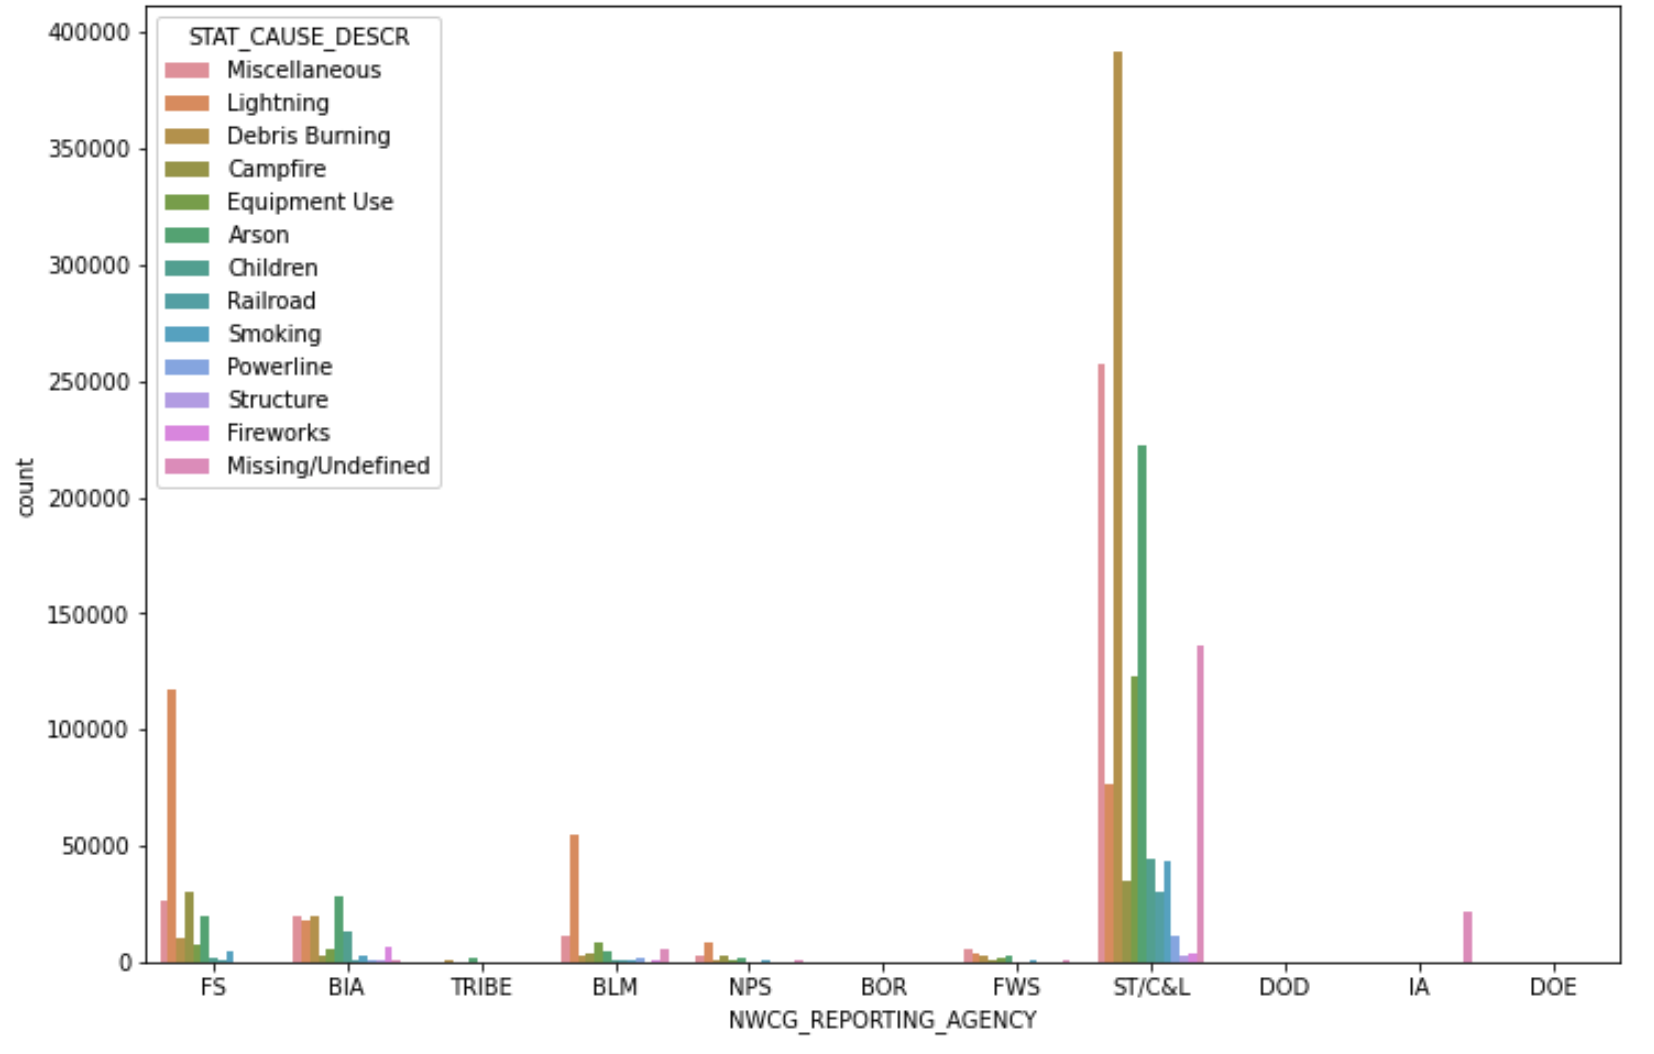 400000
350000
300000
250000
200000
150000
100000
50000
0
count
STAT_CAUSE_DESCR
Miscellaneous
Lightning
Debris Burning
Campfire
Equipment Use
Arson
Children
Railroad
Smoking
Powerline
Structure
Fireworks
Missing/Undefined
FS BIA TRIBE BLM NPS BOR FWS ST/C&L DOD IA DOE
NWCG_REPORTING_AGENCY